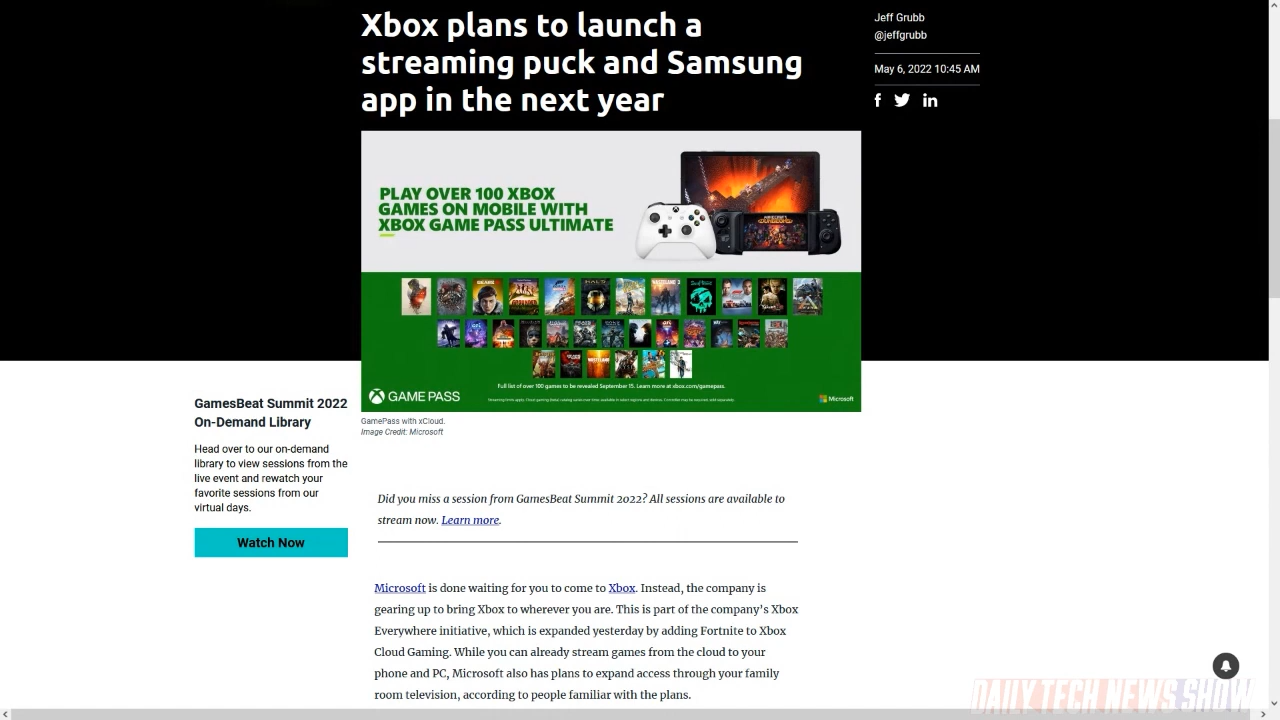 Xbox plans to launch a
streaming puck and Samsung
app in the next year
Jeff Grubb
@jeffgrubb
May 6, 2022 10:45 AM
PLAY OVER 100 XBOX
GAMES ON MOBILE WITH
XBOX GAME PASS ULTIMATE
Full list of over 100 games to be revealed September 15. Learn more at xbox.com/gamepass.
XBOX GAME PASS
Microsoft
GamePass with xCloud.
Image Credit: Microsoft
GamesBeat Summit 2022
On-Demand Library
Head over to our on-demand
library to view sessions from the
live event and rewatch your
favorite sessions from our
virtual days.
Watch Now
Did you miss a session from GamesBeat Summit 2022? All sessions are available to
stream now. Learn more.
Microsoft is done waiting for you to come to Xbox. Instead, the company is
gearing up to bring Xbox to wherever you are. This is part of the company's Xbox
Everywhere initiative, which is expanded yesterday by adding Fortnite to Xbox
Cloud Gaming. While you can already stream games from the cloud to your
phone and PC, Microsoft also has plans to expand access through your family
room television, according to people familiar with the plans.
DAILY TECH NEWS SHOW